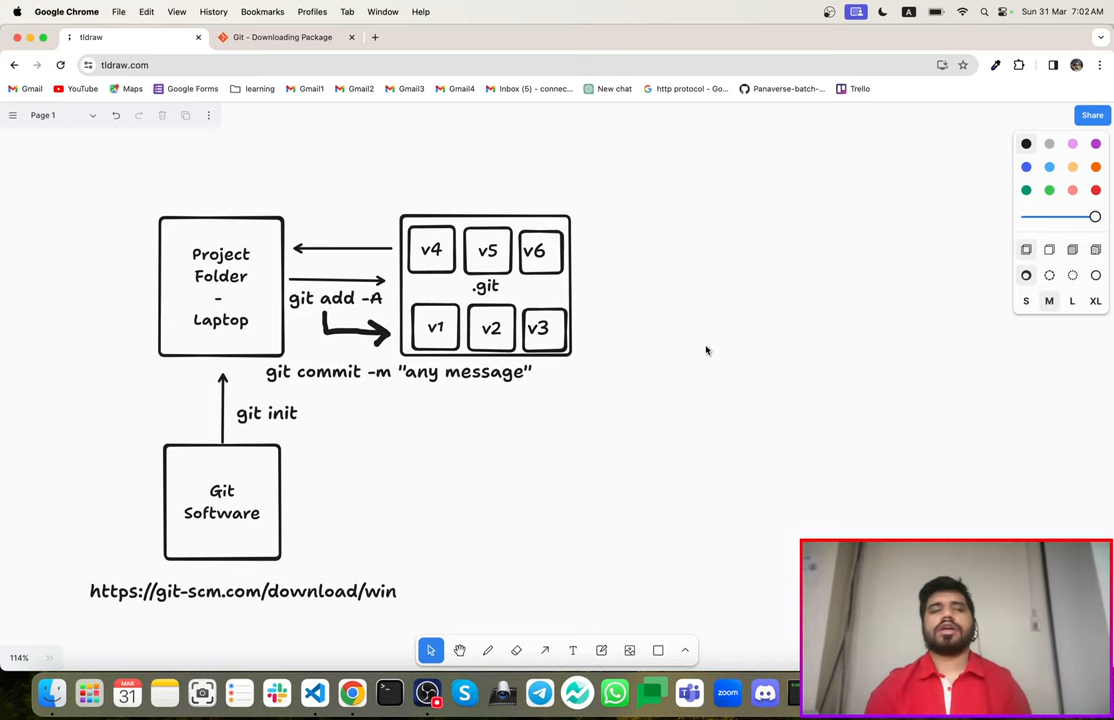 Google Chrome File Edit View History Bookmarks Profiles Tab Window Help
A
Sun 31 Mar 7:02 AM
tldraw
Git - Downloading Package
tldraw.com
Gmail YouTube Maps Google Forms learning Gmail1 Gmail2 Gmail3 Gmail4 Inbox (5) - connec... New chat http protocol - Go... Panaverse-batch-... Trello
Page 1
Share
Project
Folder
-
Laptop
git add -A
v4 v5 v6
.git
v1 v2 v3
git commit -m "any message"
git init
Git
Software
https://git-scm.com/download/win
S M L XL
114%
T
MAR
31
zoom